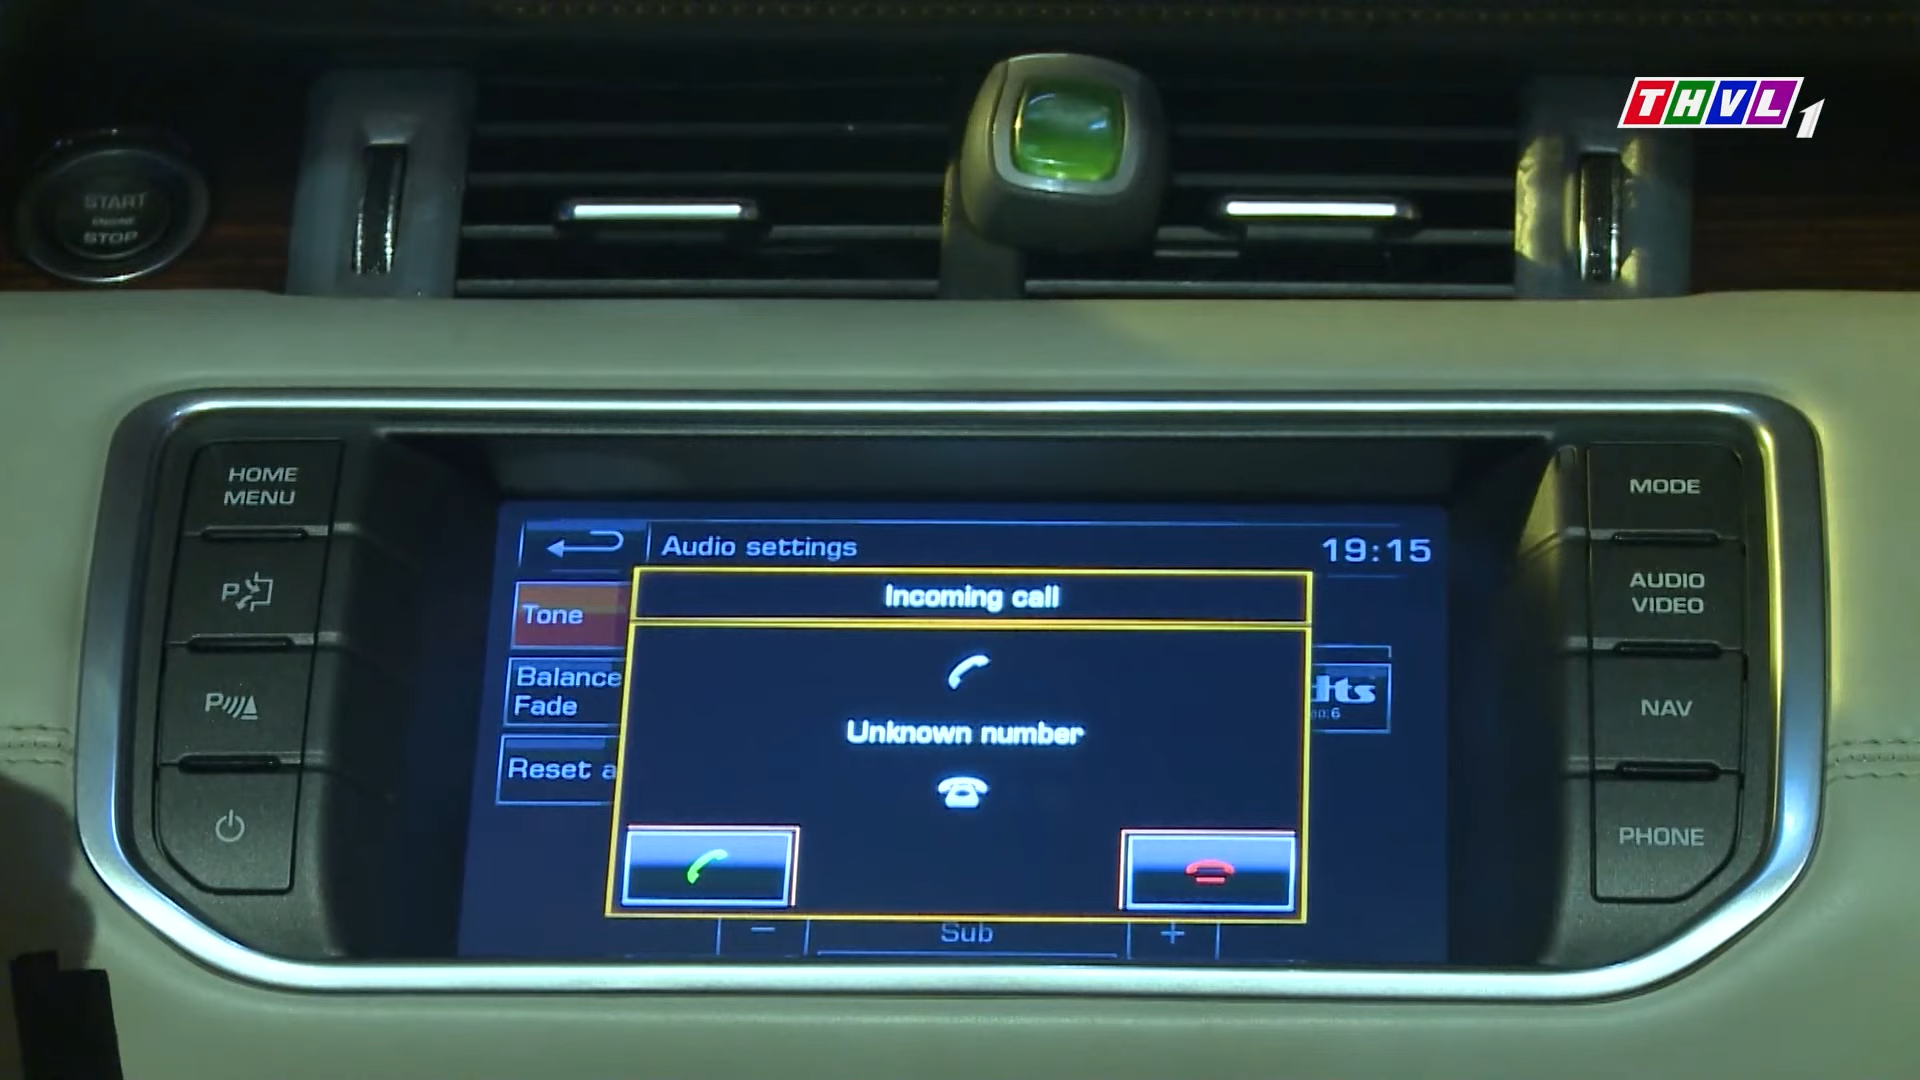 THVL1
START
ENGINE
STOP
HOME
MENU
P
P
MODE
AUDIO
VIDEO
NAV
PHONE
Audio settings
19:15
Tone
Balance
Fade
Reset a
Incoming call
Unknown number
dts
- Sub +